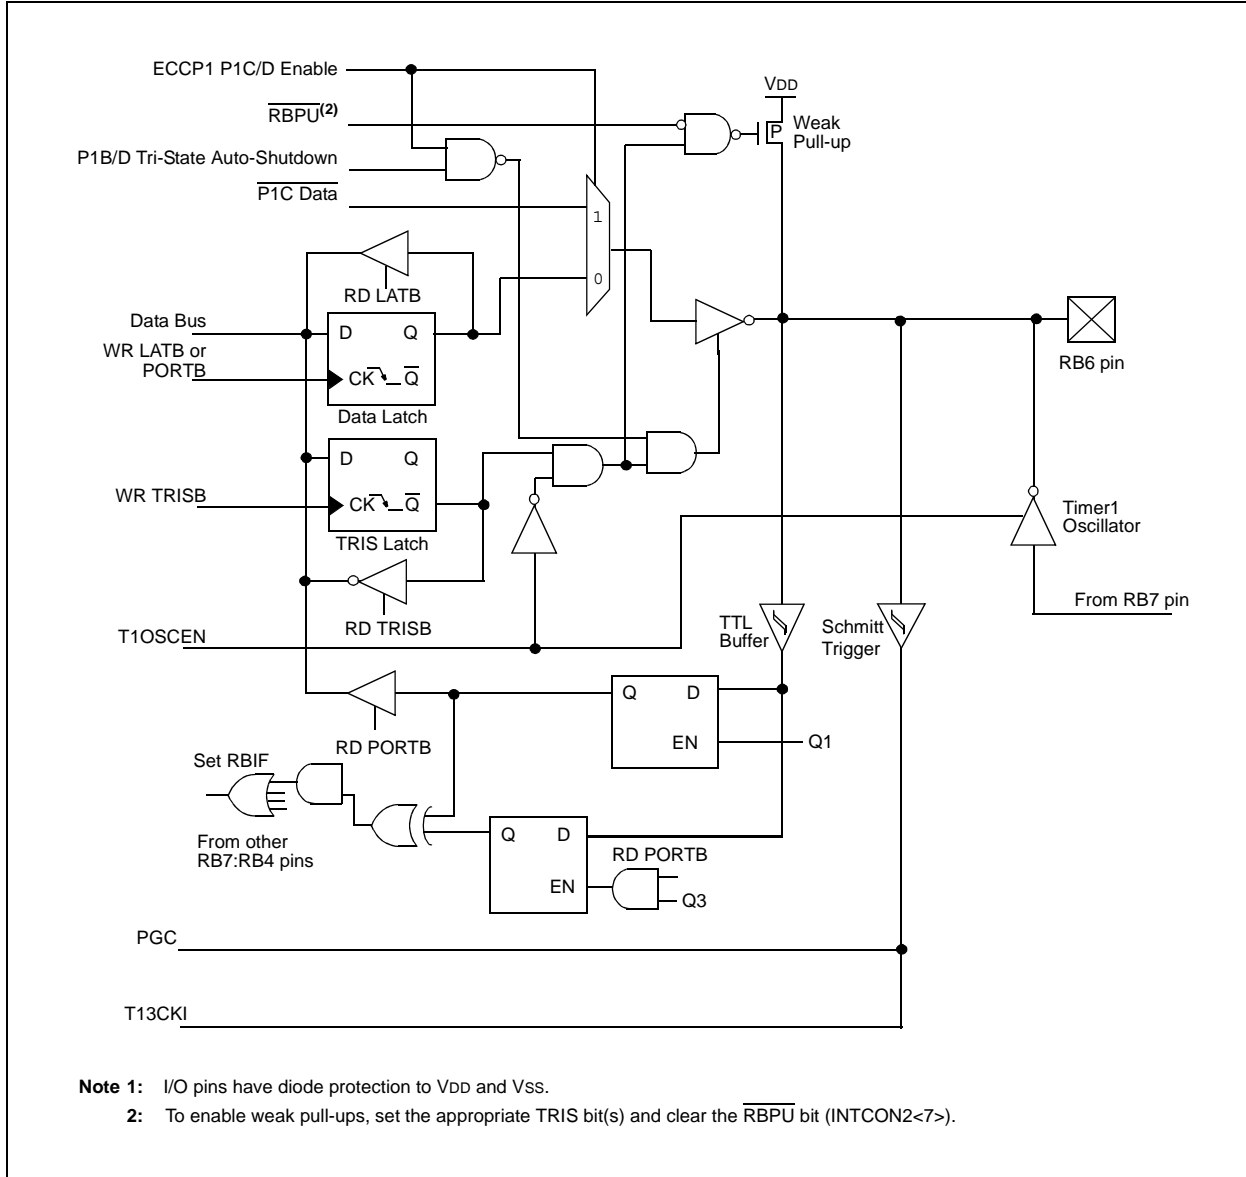 ECCP1 P1C/D Enable
VDD
RBPU(2)
Weak
Pull-up
P
P1B/D Tri-State Auto-Shutdown
P1C Data
1
0
RD LATB
Data Bus
D Q
WR LATB or
PORTB
CK Q
Data Latch
RB6 pin
D Q
WR TRISB
CK Q
TRIS Latch
Timer1
Oscillator
From RB7 pin
RD TRISB
T1OSCEN
TTL
Buffer
Schmitt
Trigger
Q D
EN
Q1
RD PORTB
Set RBIF
From other
RB7:RB4 pins
Q D
EN
RD PORTB
Q3
PGC
T13CKI
Note 1: I/O pins have diode protection to VDD and VSS.
2: To enable weak pull-ups, set the appropriate TRIS bit(s) and clear the RBPU bit (INTCON2<7>).